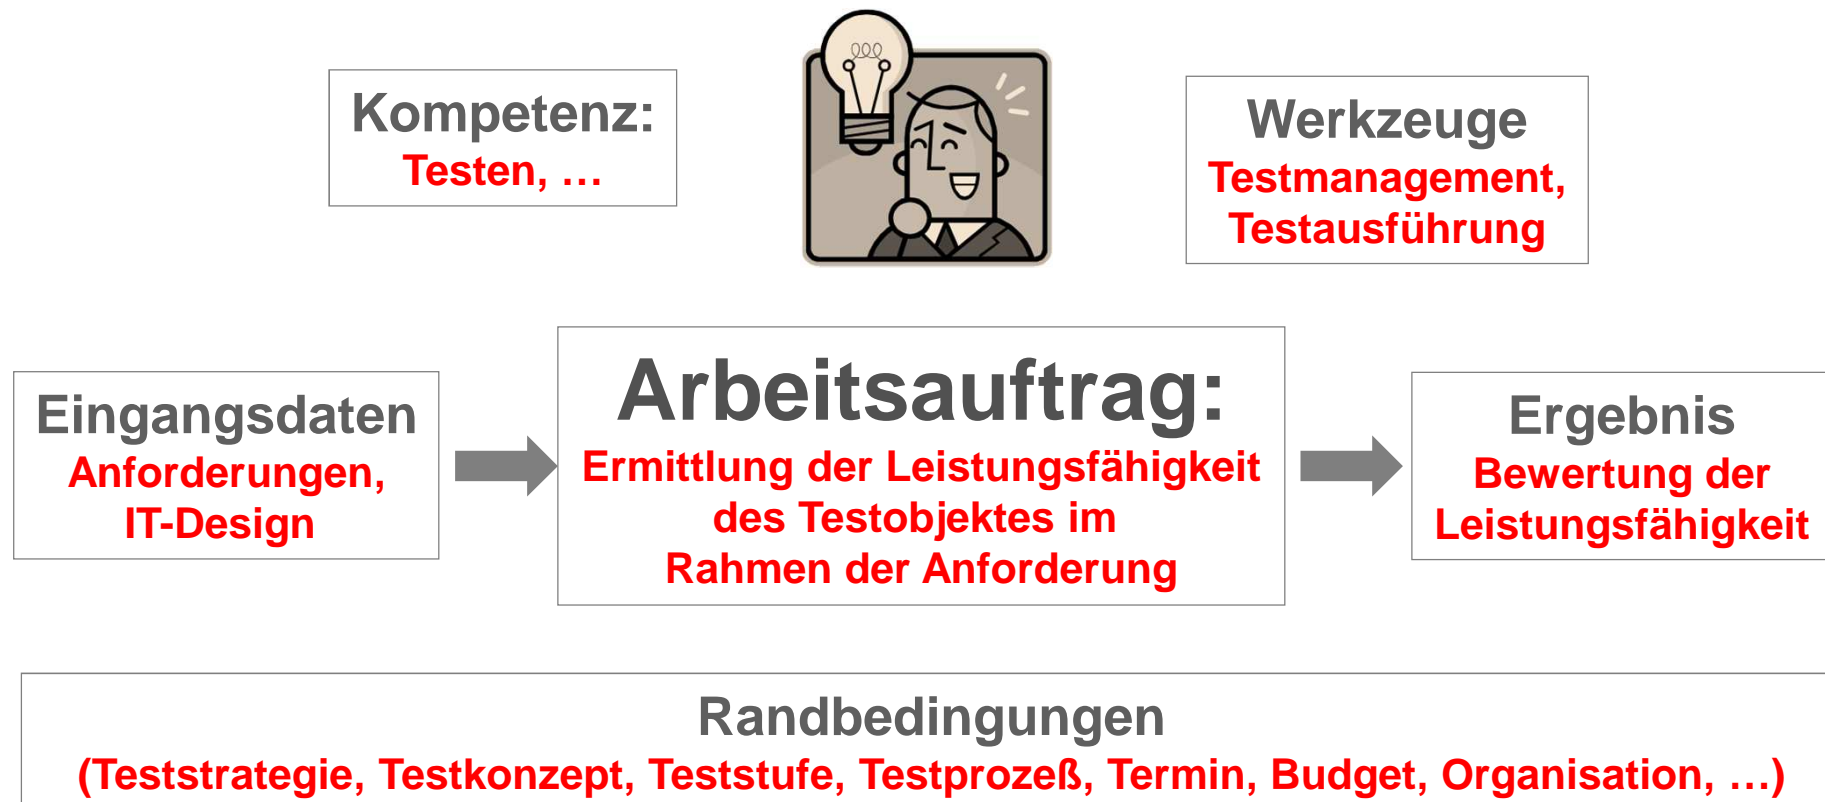 Kompetenz:
Testen, …
Werkzeuge
Testmanagement,
Testausführung
Eingangsdaten
Anforderungen,
IT-Design
Arbeitsauftrag:
Ermittlung der Leistungsfähigkeit
des Testobjektes im
Rahmen der Anforderung
Ergebnis
Bewertung der
Leistungsfähigkeit
Randbedingungen
(Teststrategie, Testkonzept, Teststufe, Testprozeß, Termin, Budget, Organisation, …)